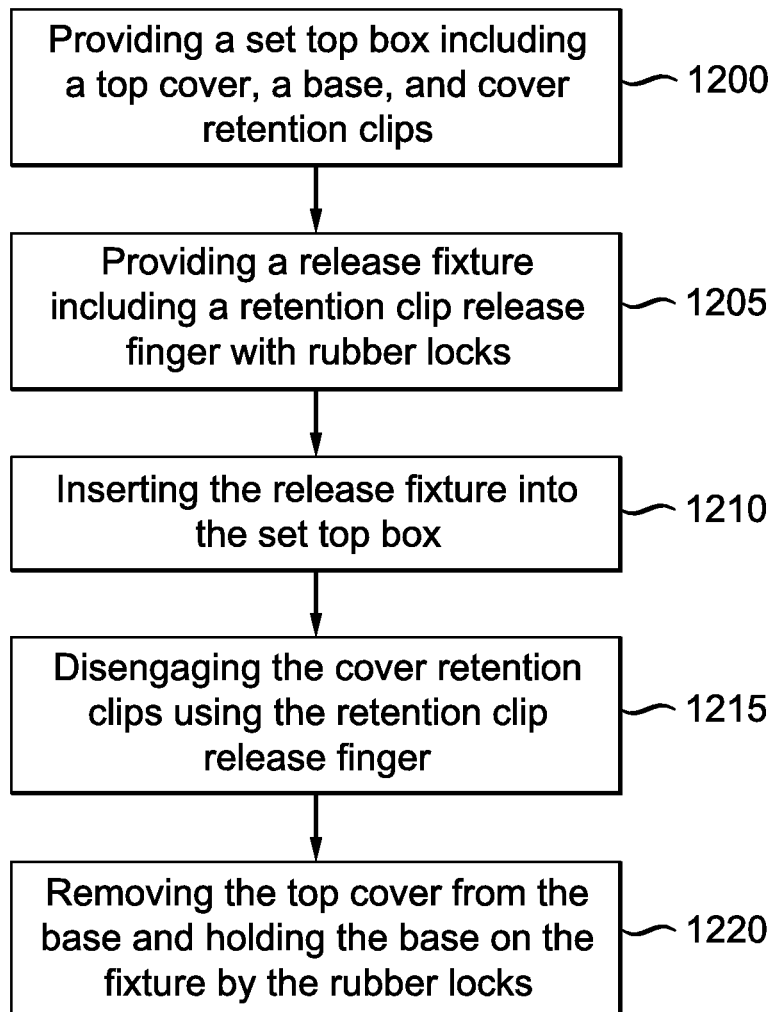 Providing a set top box including
a top cover, a base, and cover
retention clips
1200
Providing a release fixture
including a retention clip release
finger with rubber locks
1205
Inserting the release fixture into
the set top box
1210
Disengaging the cover retention
clips using the retention clip
release finger
1215
Removing the top cover from the
base and holding the base on the
fixture by the rubber locks
1220